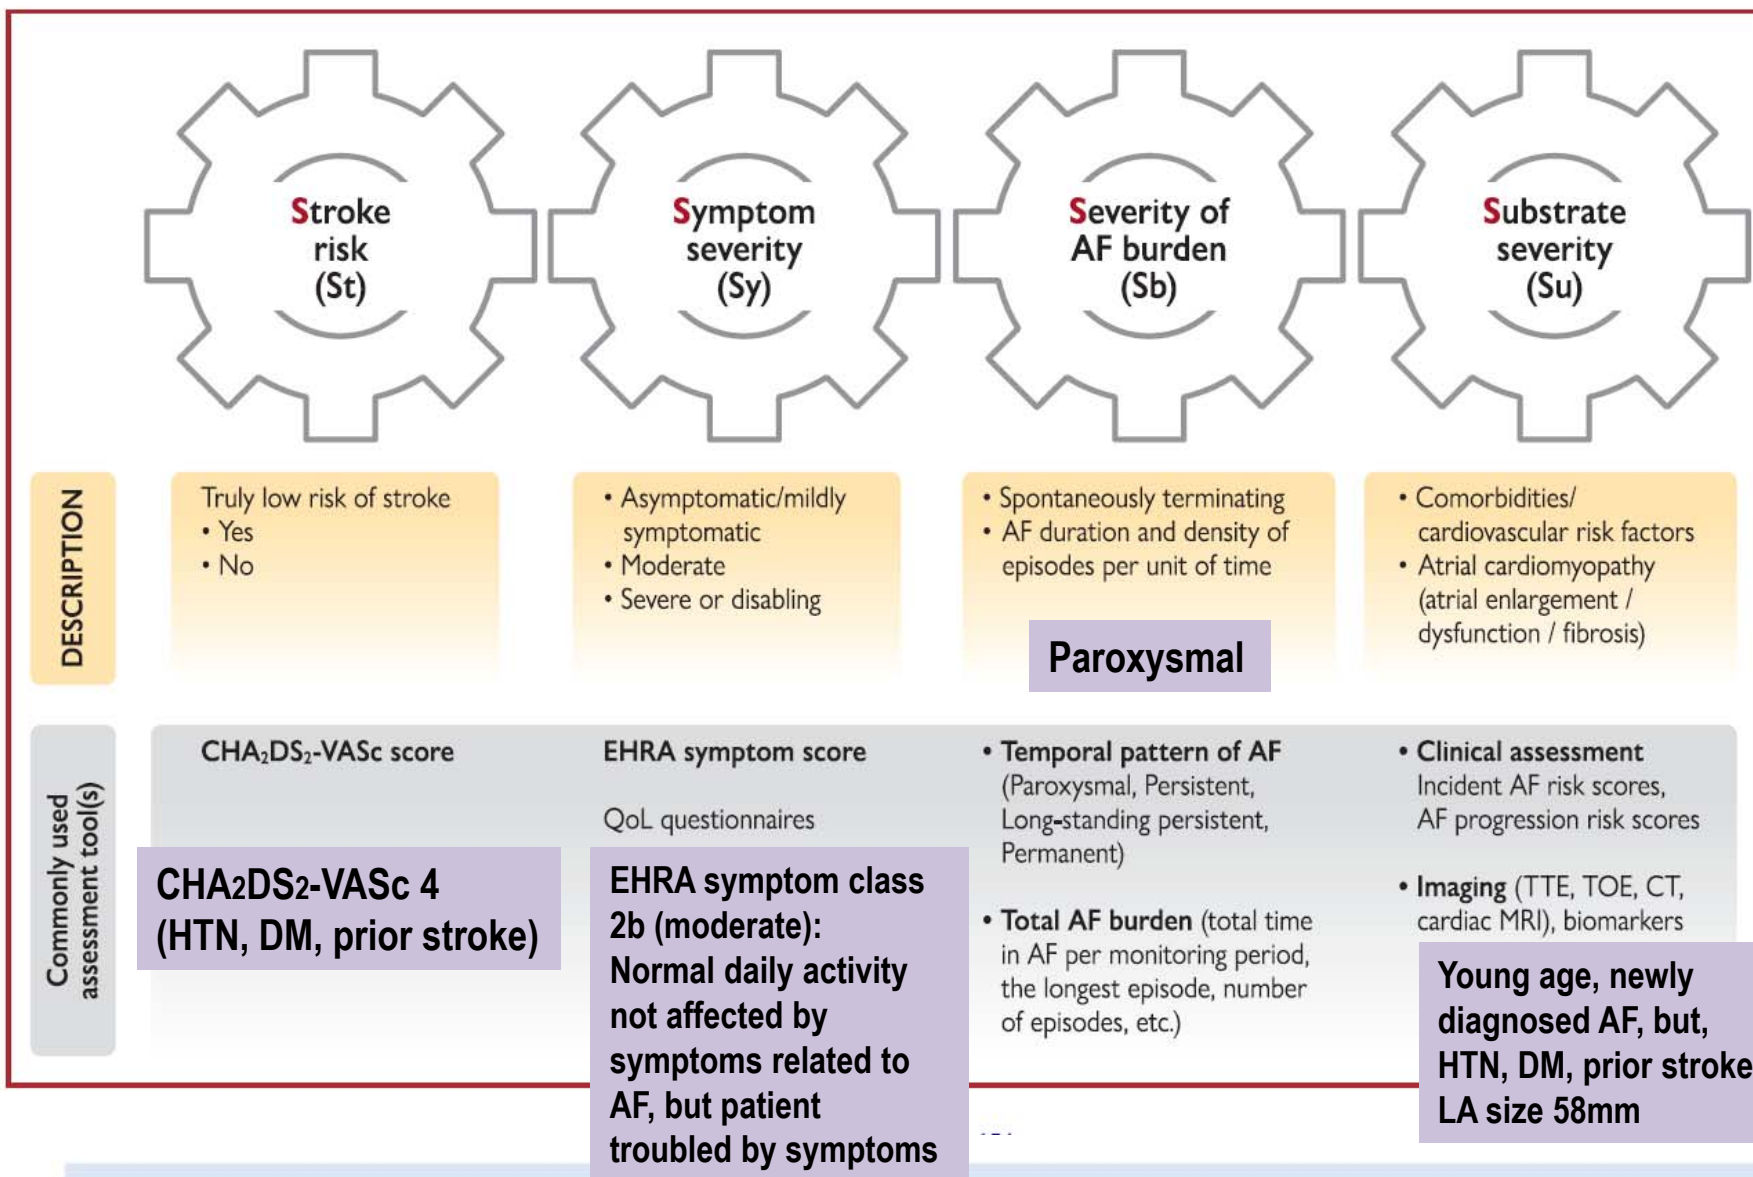 Stroke
risk
(St)
Symptom
severity
(Sy)
Severity of
AF burden
(Sb)
Substrate
severity
(Su)
DESCRIPTION
Truly low risk of stroke
• Yes
• No
• Asymptomatic/mildly
symptomatic
• Moderate
• Severe or disabling
• Spontaneously terminating
• AF duration and density of
episodes per unit of time
Paroxysmal
• Comorbidities/
cardiovascular risk factors
• Atrial cardiomyopathy
(atrial enlargement /
dysfunction / fibrosis)
Commonly used
assessment tool(s)
CHA₂DS₂-VASc score
CHA2DS2-VASc 4
(HTN, DM, prior stroke)
EHRA symptom score
QoL questionnaires
EHRA symptom class
2b (moderate):
Normal daily activity
not affected by
symptoms related to
AF, but patient
troubled by symptoms
• Temporal pattern of AF
(Paroxysmal, Persistent,
Long-standing persistent,
Permanent)
• Total AF burden (total time
in AF per monitoring period,
the longest episode, number
of episodes, etc.)
• Clinical assessment
Incident AF risk scores,
AF progression risk scores
• Imaging (TTE, TOE, CT,
cardiac MRI), biomarkers
Young age, newly
diagnosed AF, but,
HTN, DM, prior stroke
LA size 58mm